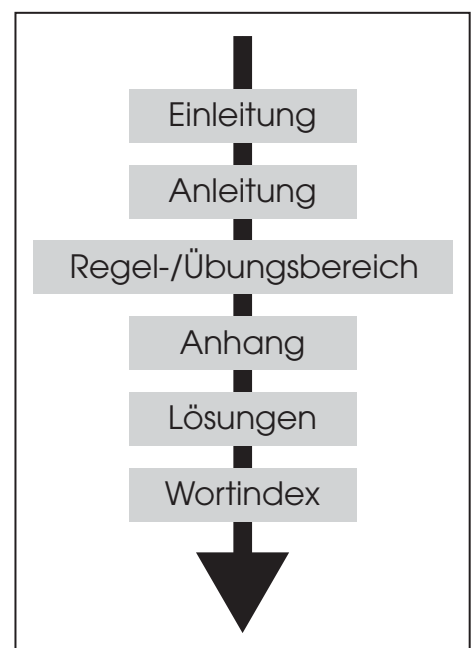 Einleitung
Anleitung
Regel-/Übungsbereich
Anhang
Lösungen
Wortindex